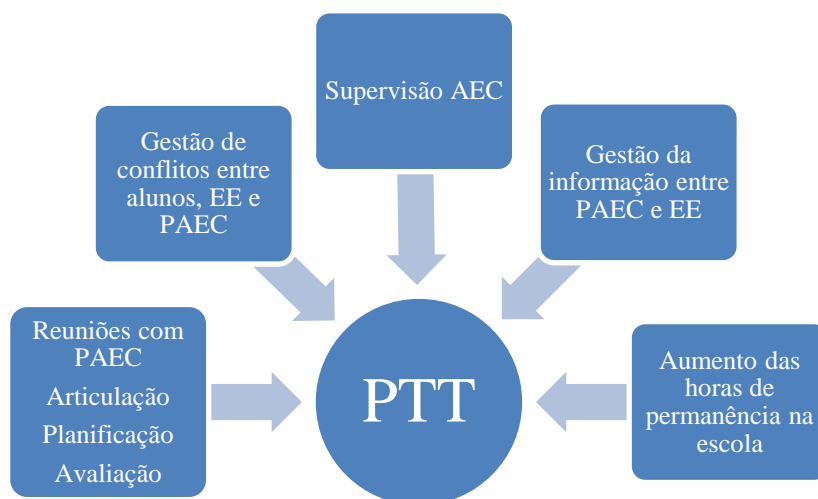 Supervisão AEC
Gestão de
conflitos entre
alunos, EE e
PAEC
Gestão da
informação entre
PAEC e EE
Reuniões com
PAEC
Articulação
Planificação
Avaliação
PTT
Aumento das
horas de
permanência na
escola